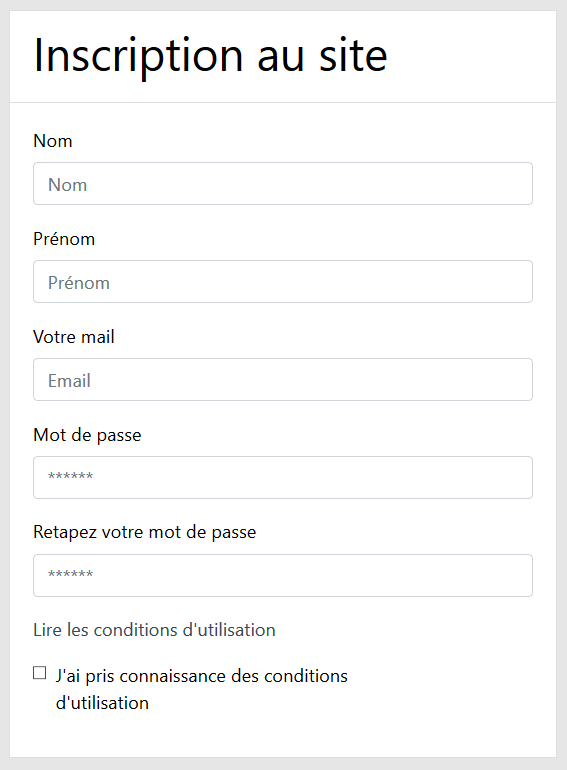 Inscription au site
Nom
Nom
Prénom
Prénom
Votre mail
Email
Mot de passe
******
Retapez votre mot de passe
******
Lire les conditions d'utilisation
J'ai pris connaissance des conditions
d'utilisation